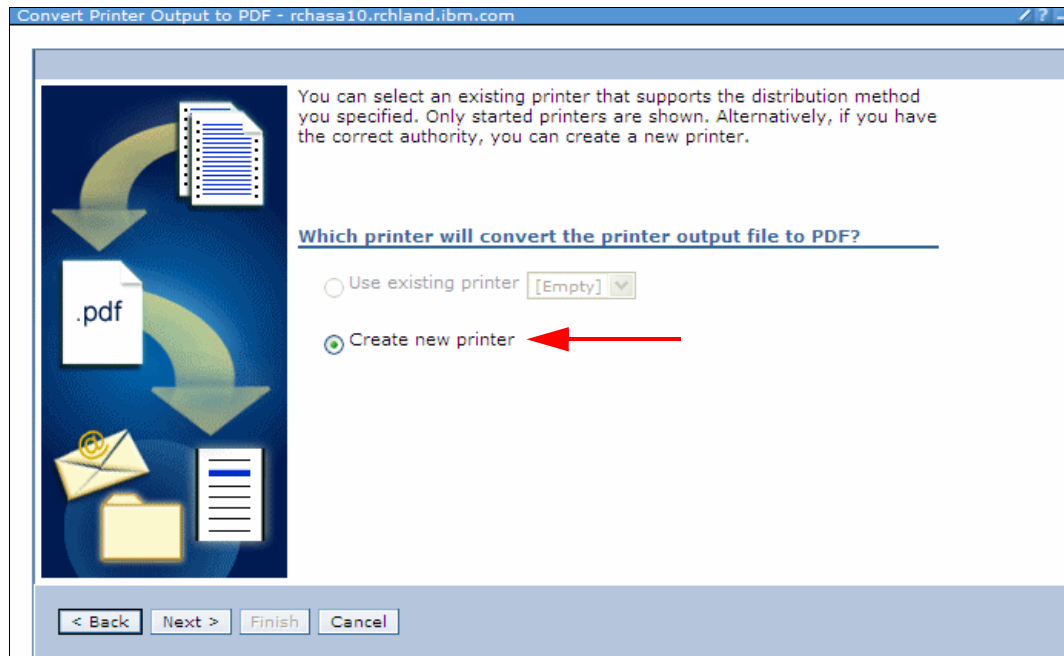 Convert Printer Output to PDF - rchasa10.rchland.ibm.com
You can select an existing printer that supports the distribution method
you specified. Only started printers are shown. Alternatively, if you have
the correct authority, you can create a new printer.
Which printer will convert the printer output file to PDF?
Use existing printer [Empty]
Create new printer
.pdf
@
< Back Next > Finish Cancel